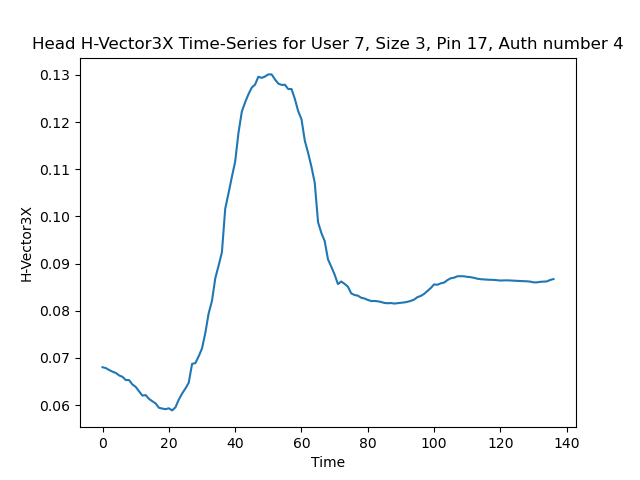 Head H-Vector3X Time-Series for User 7, Size 3, Pin 17, Auth number 4
0.13
0.12
0.11
0.10
0.09
0.08
0.07
0.06
H-Vector3X
0 20 40 60 80 100 120 140
Time